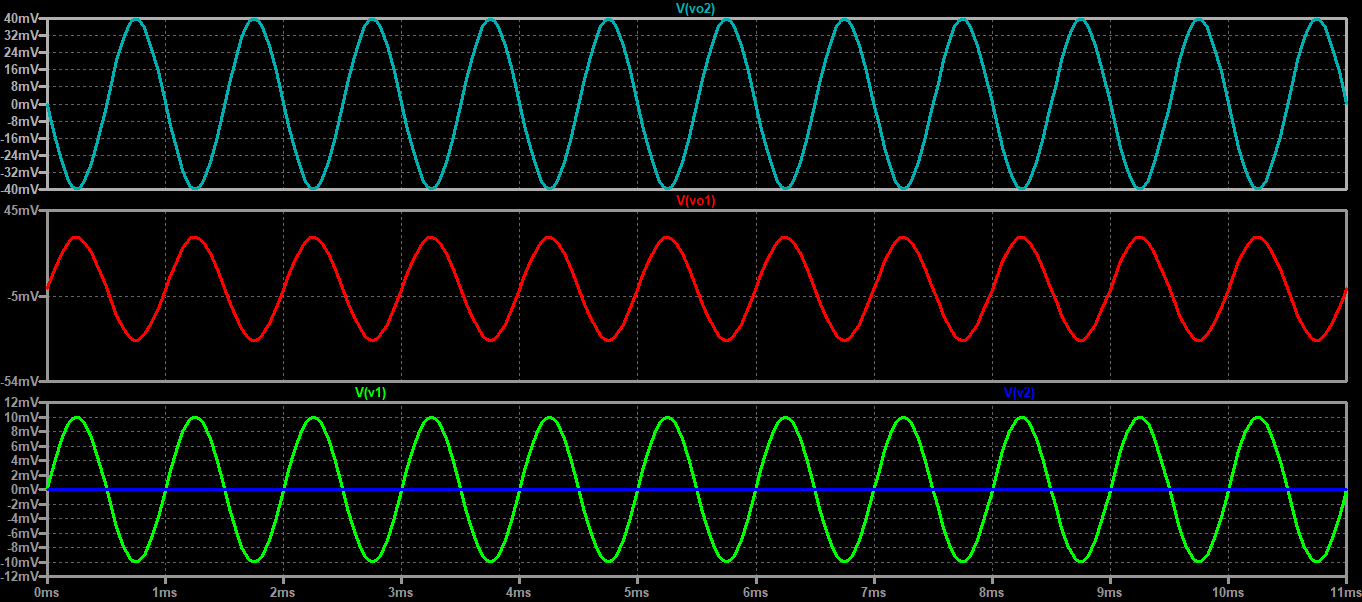 V(vo2)
40mV
32mV
24mV
16mV
8mV
0mV
-8mV
-16mV
-24mV
-32mV
-40mV
V(vo1)
45mV
-5mV
-54mV
V(v1) V(v2)
12mV
10mV
8mV
6mV
4mV
2mV
0mV
-2mV
-4mV
-6mV
-8mV
-10mV
-12mV
0ms 1ms 2ms 3ms 4ms 5ms 6ms 7ms 8ms 9ms 10ms 11ms